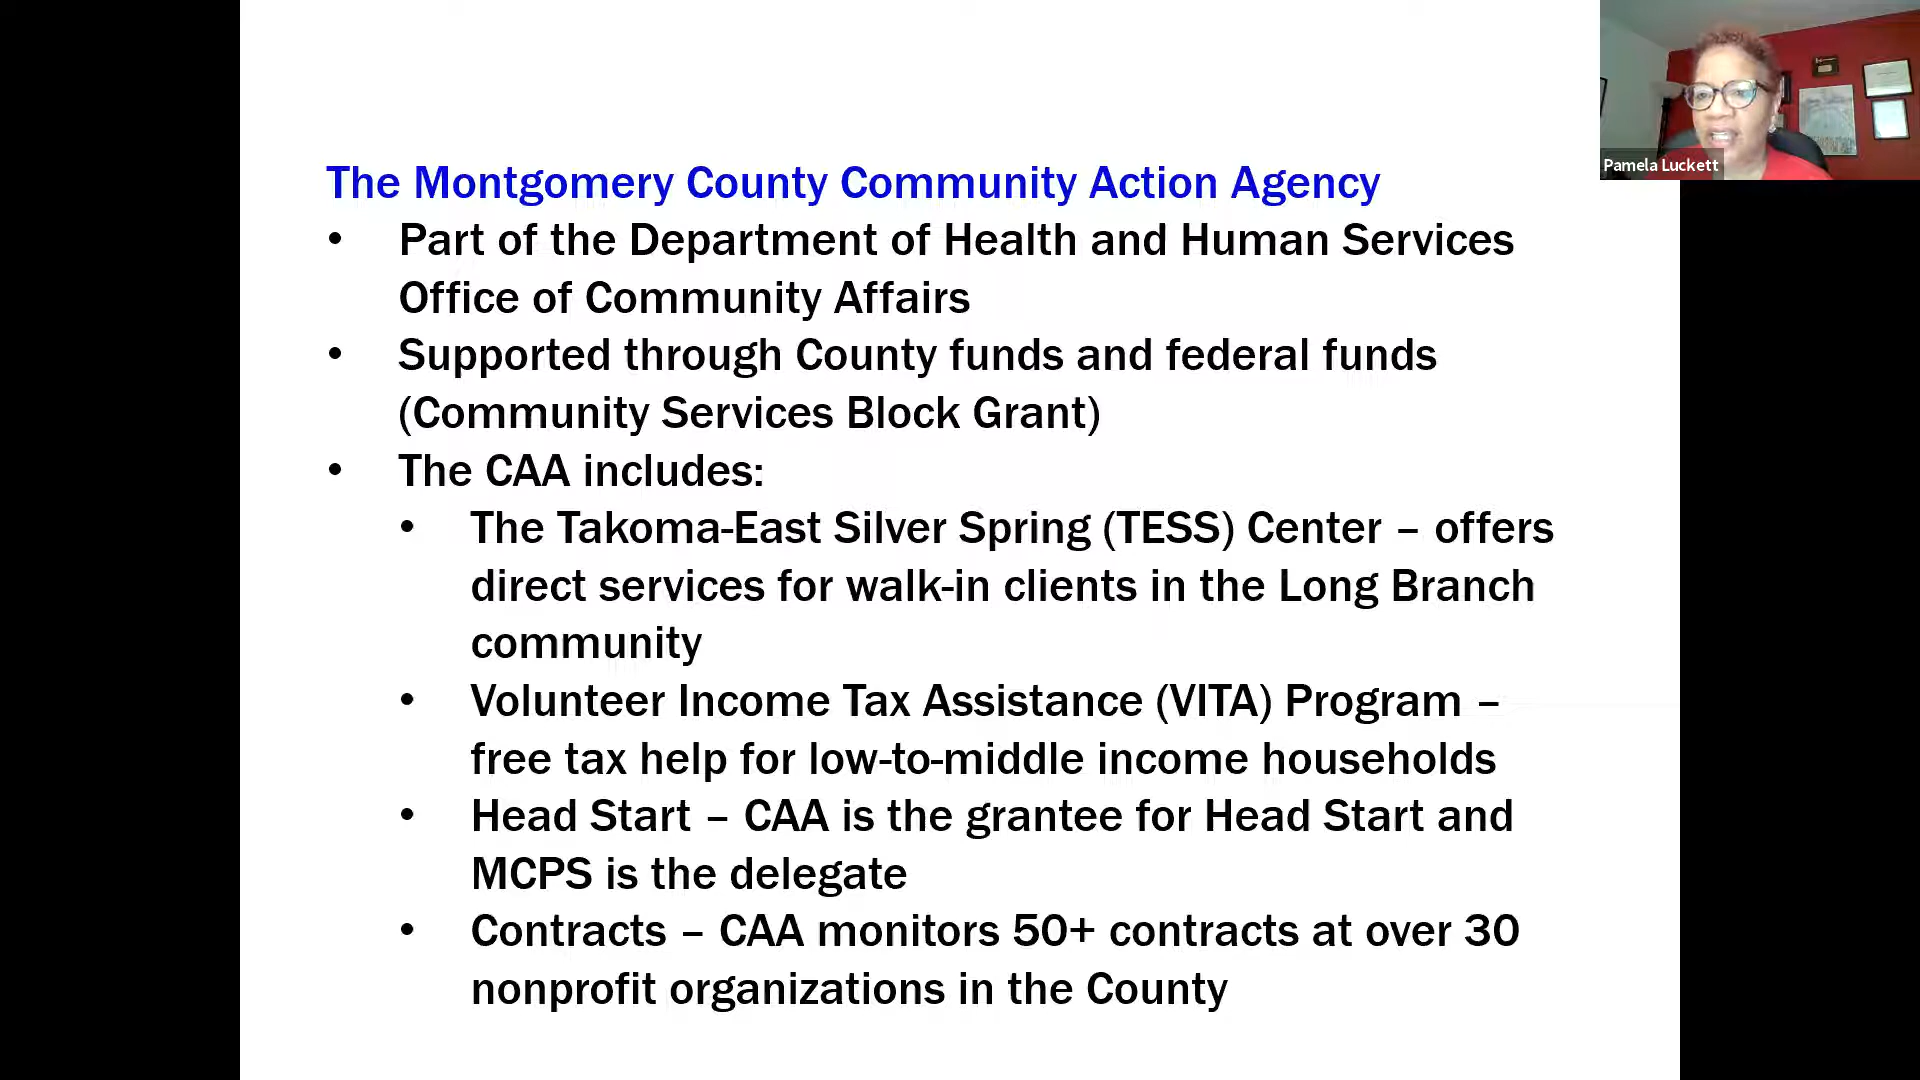 The Montgomery County Community Action Agency
• Part of the Department of Health and Human Services
Office of Community Affairs
• Supported through County funds and federal funds
(Community Services Block Grant)
• The CAA includes:
• The Takoma-East Silver Spring (TESS) Center – offers
direct services for walk-in clients in the Long Branch
community
• Volunteer Income Tax Assistance (VITA) Program –
free tax help for low-to-middle income households
• Head Start – CAA is the grantee for Head Start and
MCPS is the delegate
• Contracts – CAA monitors 50+ contracts at over 30
nonprofit organizations in the County
Pamela Luckett